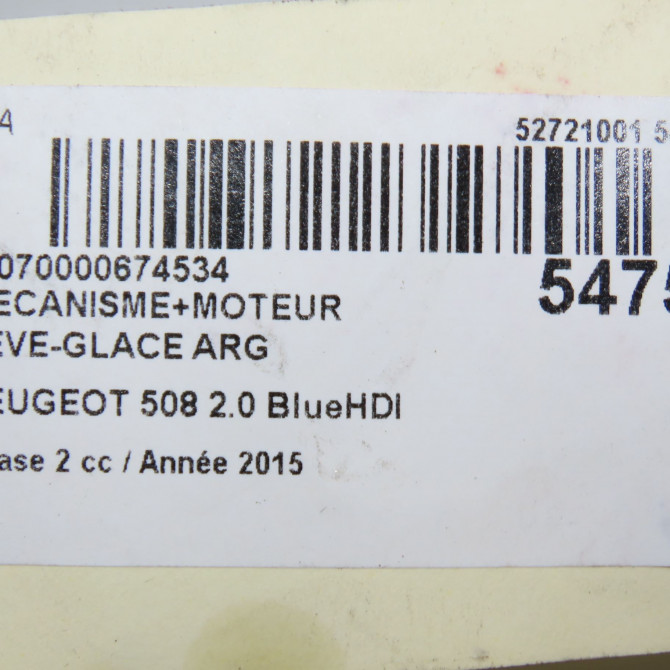 A
52721001 5
070000674534
5475
ECANISME+MOTEUR
EVE-GLACE ARG
EUGEOT 508 2.0 BlueHDI
ase 2 cc / Année 2015